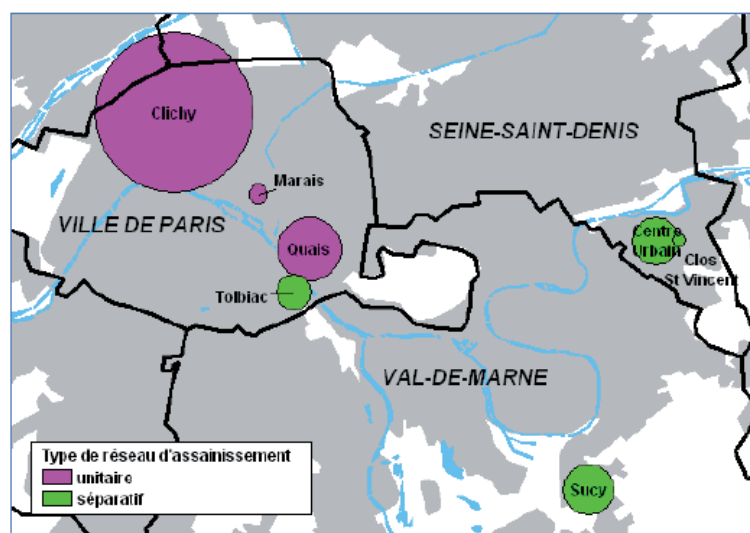 Clichy
SEINE-SAINT-DENIS
Marais
VILLE DE PARIS
Quais
Centre
Urbain
Clos
St Vincent
Tolbiac
VAL-DE-MARNE
Type de réseau d'assainissement
unitaire
séparatif
Sucy